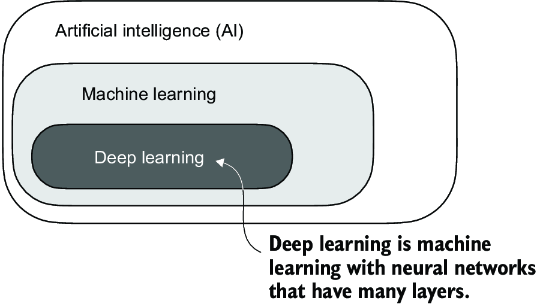 Artificial intelligence (AI)
Machine learning
Deep learning
Deep learning is machine
learning with neural networks
that have many layers.